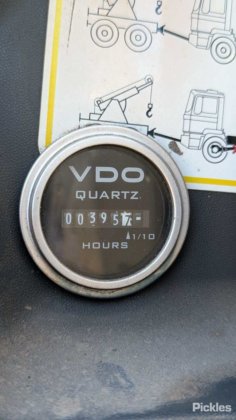 VDO
QUARTZ
00395
1/10
HOURS
Pickles